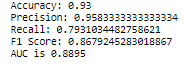 Accuracy: 0.93
Precision: 0.9583333333333334
Recall: 0.7931034482758621
F1 Score: 0.8679245283018867
AUC is 0.8895